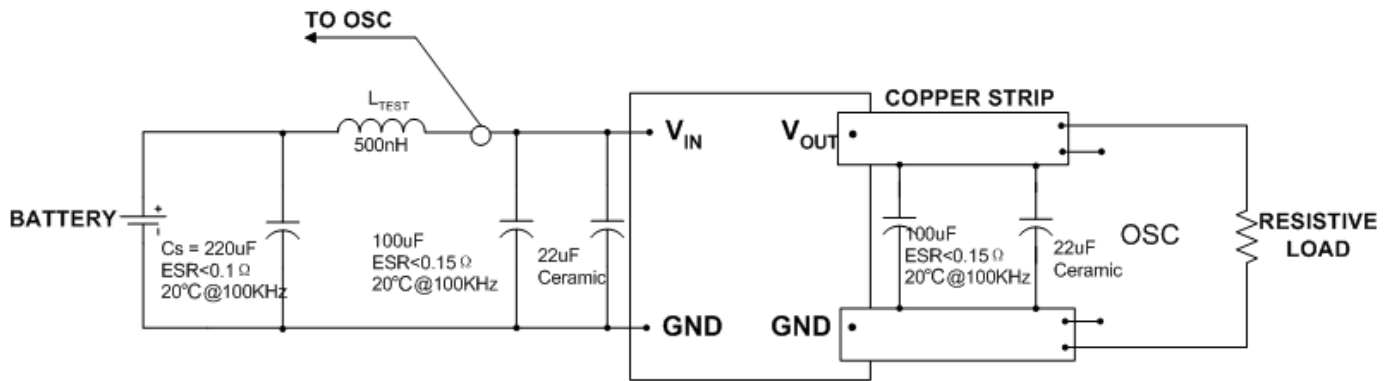 TO OSC
COPPER STRIP
L_TEST
500nH
V_IN
V_OUT
BATTERY
+
-
Cs = 220uF
ESR<0.1Ω
20℃@100KHz
100uF
ESR<0.15Ω
20℃@100KHz
22uF
Ceramic
GND
GND
100uF
ESR<0.15Ω
20℃@100KHz
22uF
Ceramic
OSC
RESISTIVE
LOAD